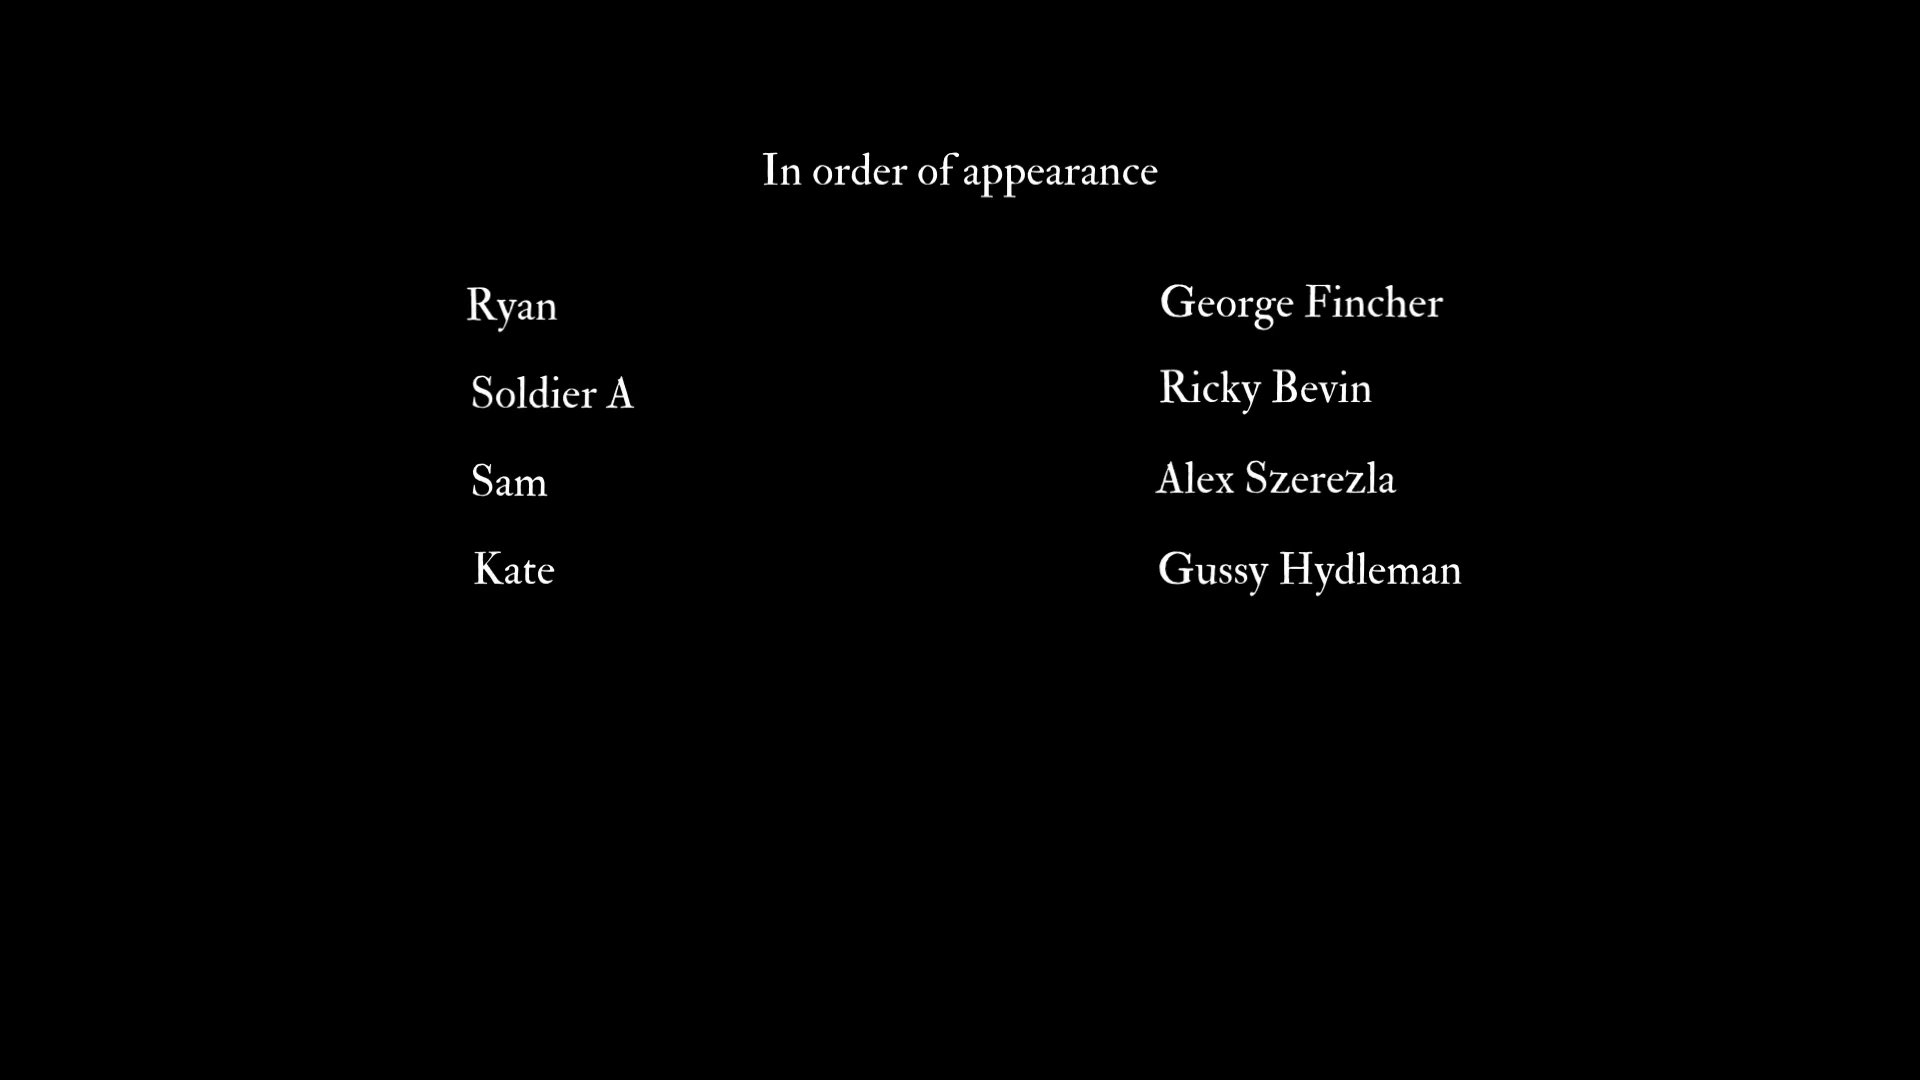 In order of appearance
Ryan George Fincher
Soldier A Ricky Bevin
Sam Alex Szerezla
Kate Gussy Hydleman